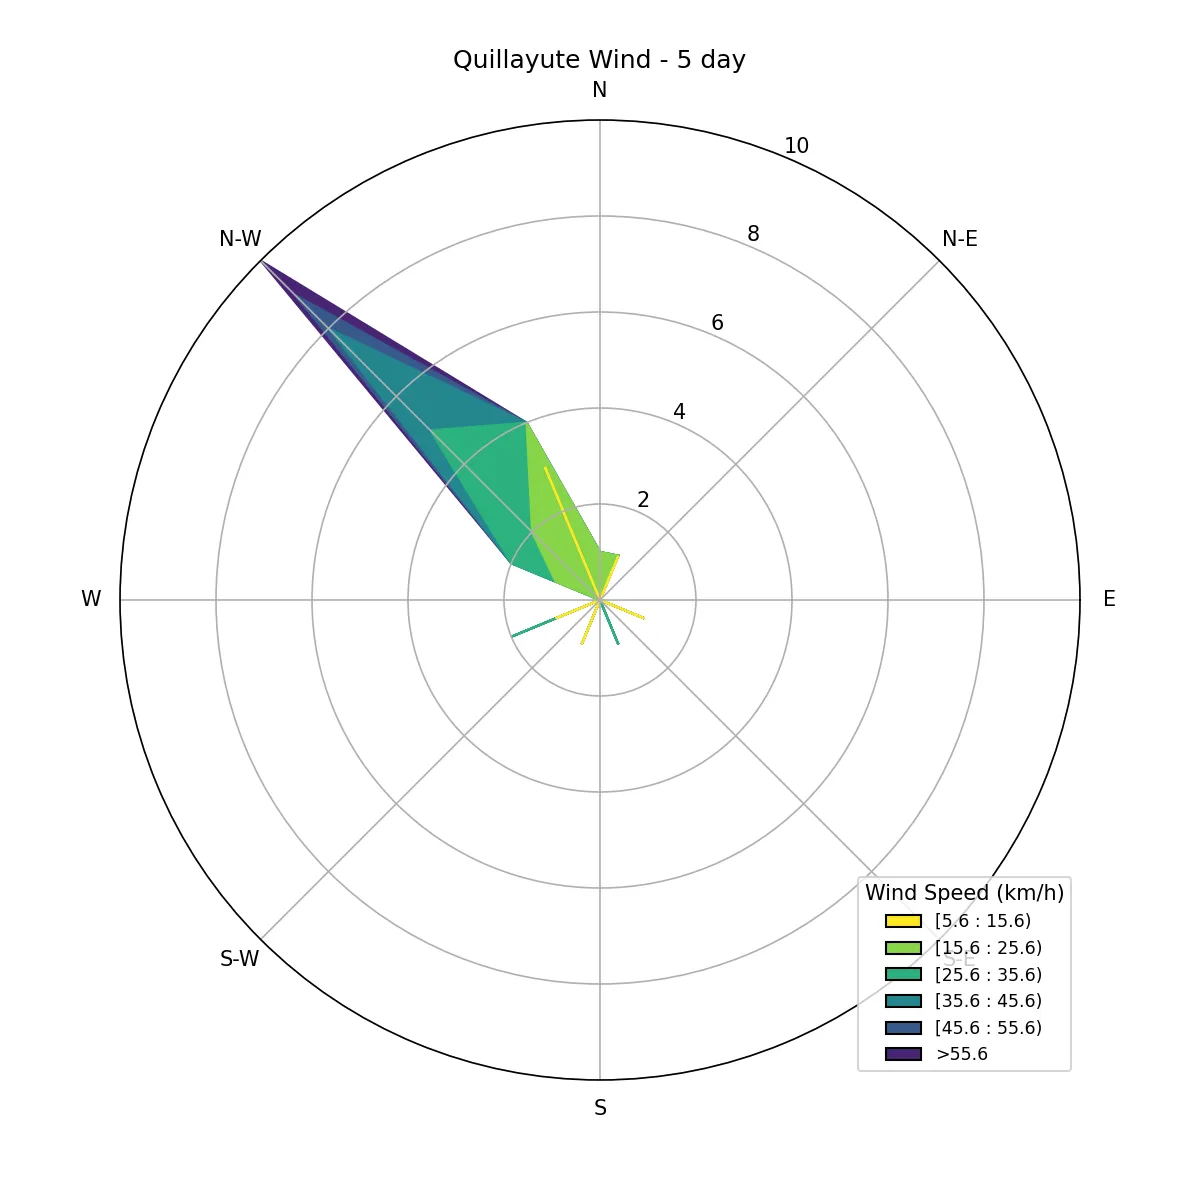 Quillayute Wind - 5 day
N
10
N-W
N-E
8
6
4
2
W
E
Wind Speed (km/h)
[5.6 : 15.6)
[15.6 : 25.6)
S-W
S-E
[25.6 : 35.6)
[35.6 : 45.6)
[45.6 : 55.6)
>55.6
S